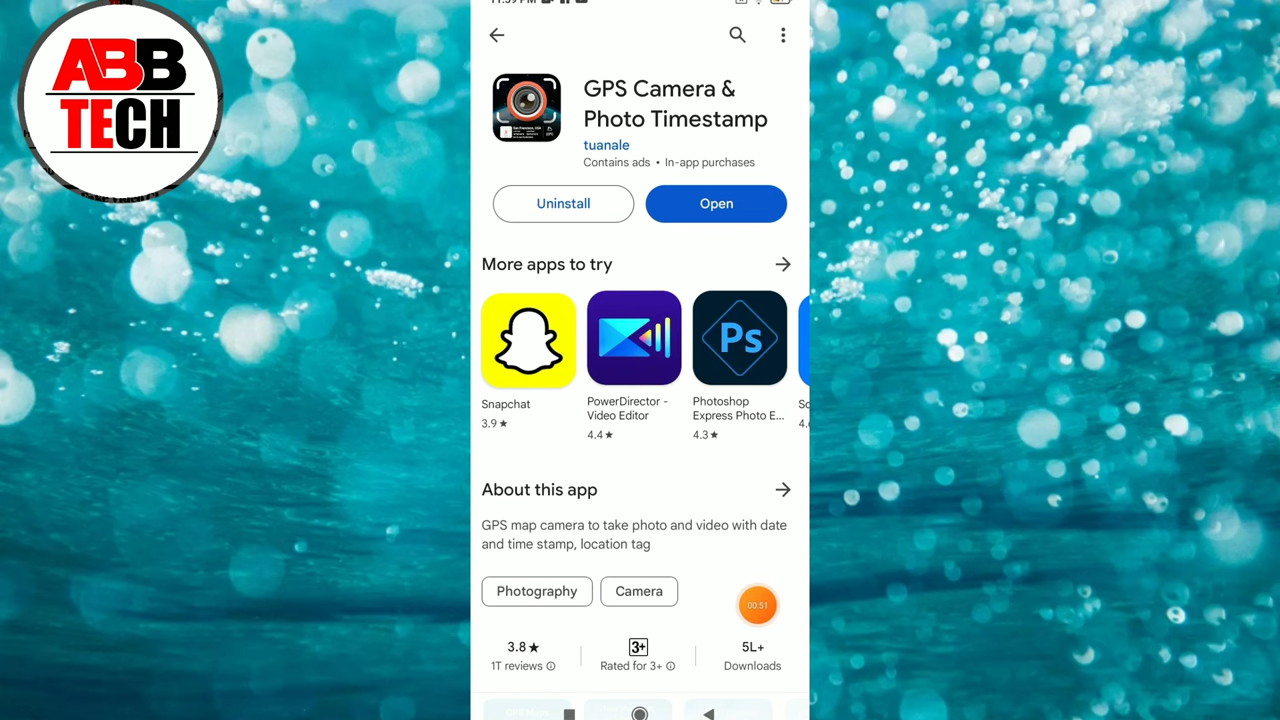 ABB
TECH
GPS Camera &
Photo Timestamp
tuanale
Contains ads • In-app purchases
Uninstall
Open
More apps to try
Ps
Snapchat
3.9★
PowerDirector -
Video Editor
4.4★
Photoshop
Express Photo E...
4.3★
About this app
GPS map camera to take photo and video with date
and time stamp, location tag
Photography
Camera
00:51
3.8★
1T reviews
3+
Rated for 3+
5L+
Downloads